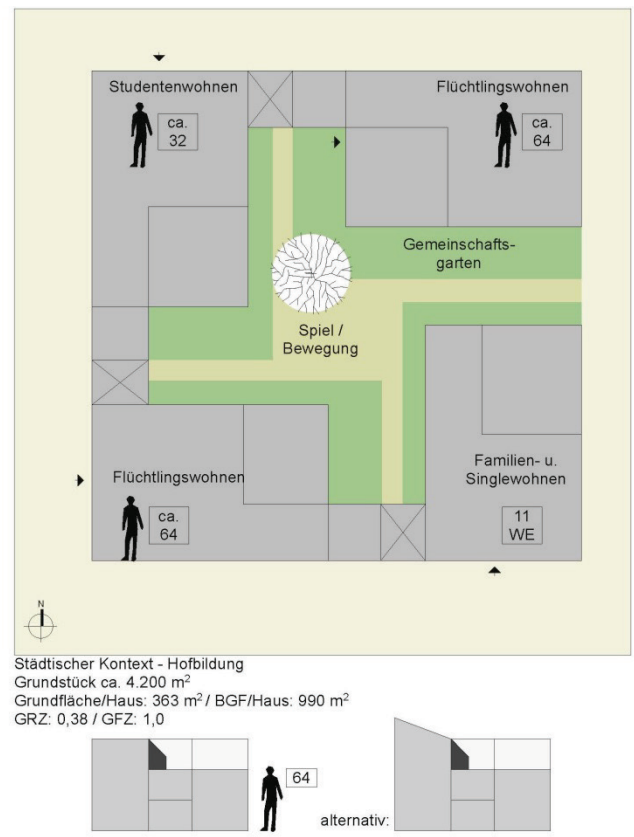 Studentenwohnen
ca.
32
Flüchtlingswohnen
ca.
64
Gemeinschafts-
garten
Spiel /
Bewegung
Flüchtlingswohnen
ca.
64
Familien- u.
Singlewohnen
11
WE
N
Städtischer Kontext - Hofbildung
Grundstück ca. 4.200 m²
Grundfläche/Haus: 363 m² / BGF/Haus: 990 m²
GRZ: 0,38 / GFZ: 1,0
64
alternativ: